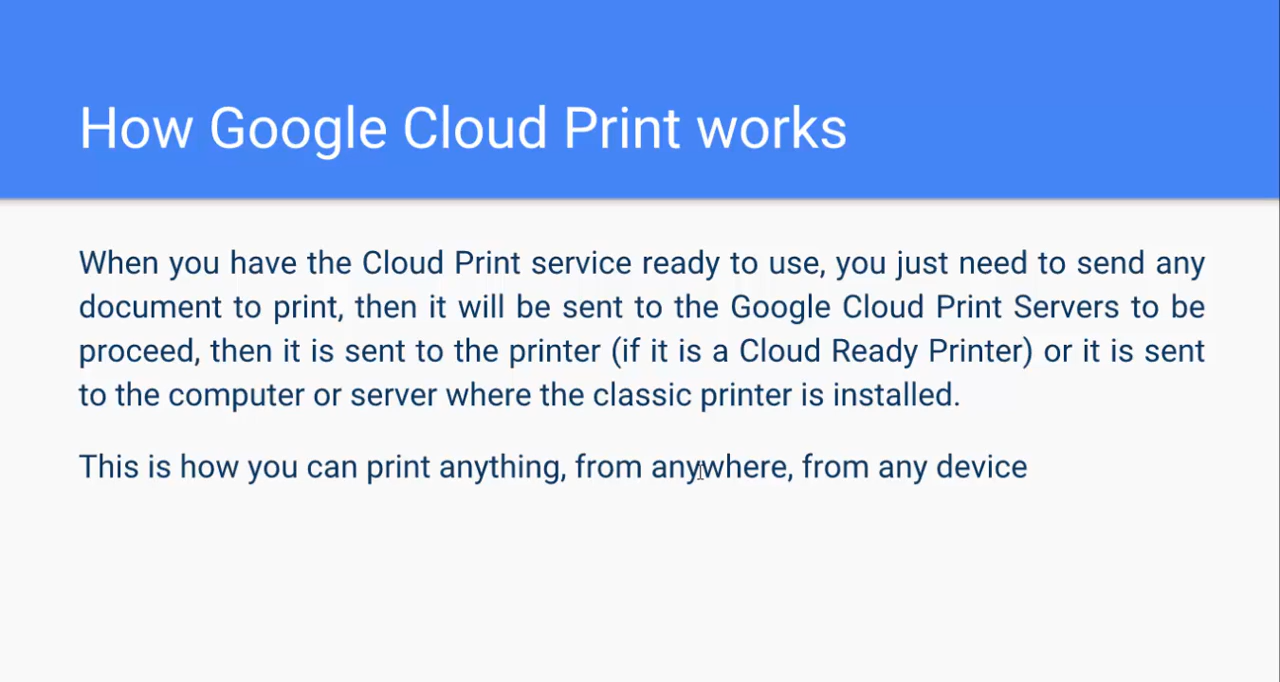 How Google Cloud Print works
When you have the Cloud Print service ready to use, you just need to send any
document to print, then it will be sent to the Google Cloud Print Servers to be
proceed, then it is sent to the printer (if it is a Cloud Ready Printer) or it is sent
to the computer or server where the classic printer is installed.
This is how you can print anything, from anywhere, from any device